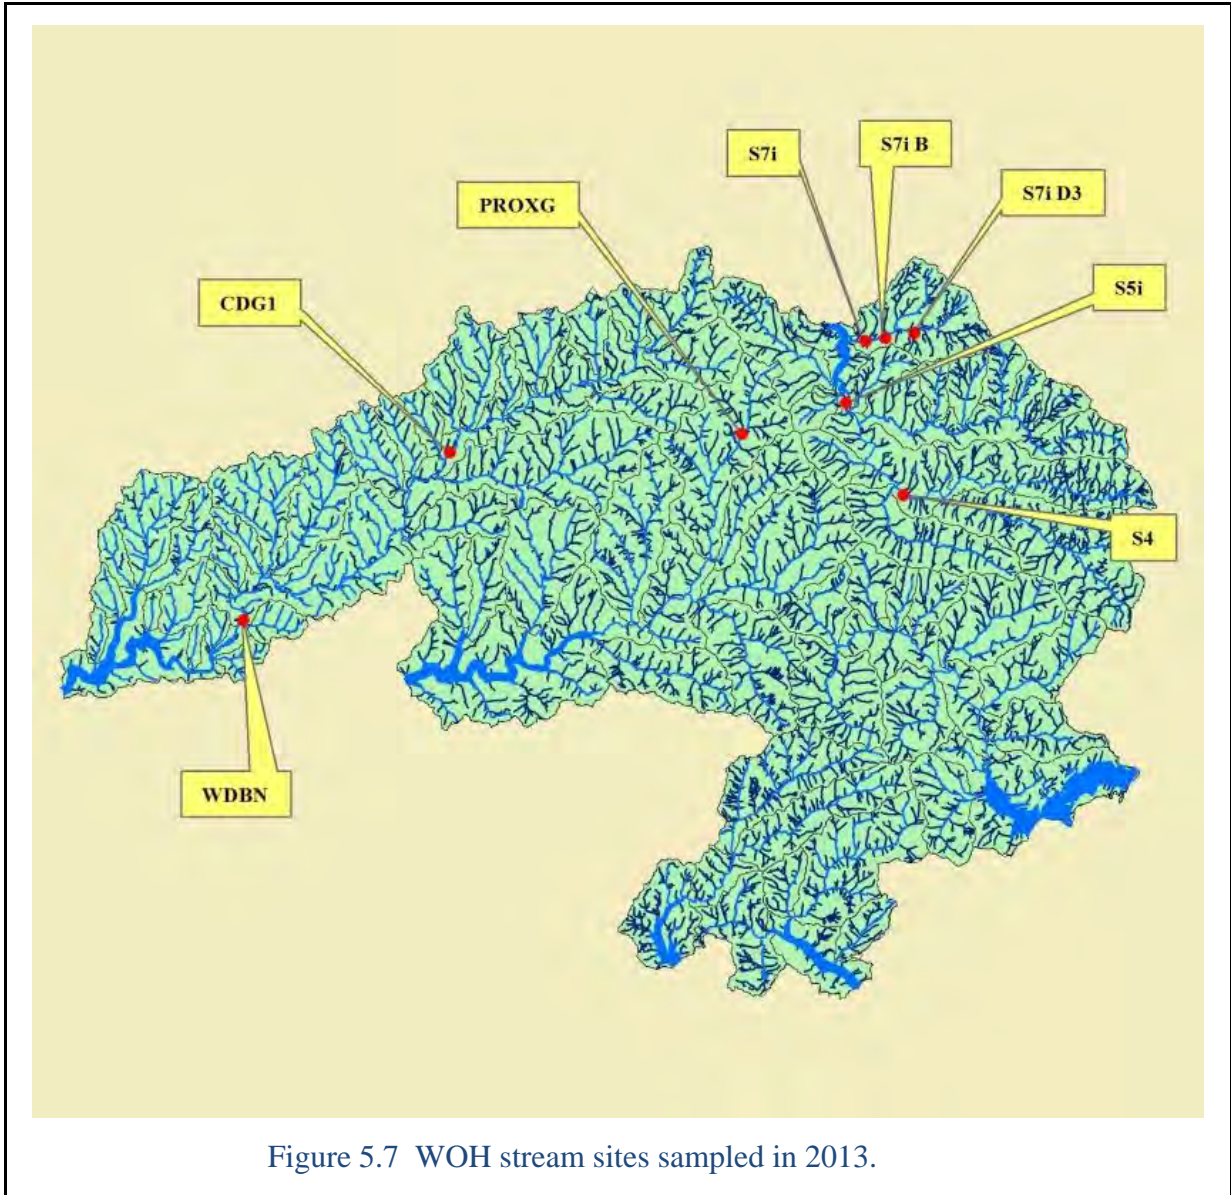 S7i
S7i B
S7i D3
PROXG
S5i
CDG1
S4
WDBN
Figure 5.7 WOH stream sites sampled in 2013.